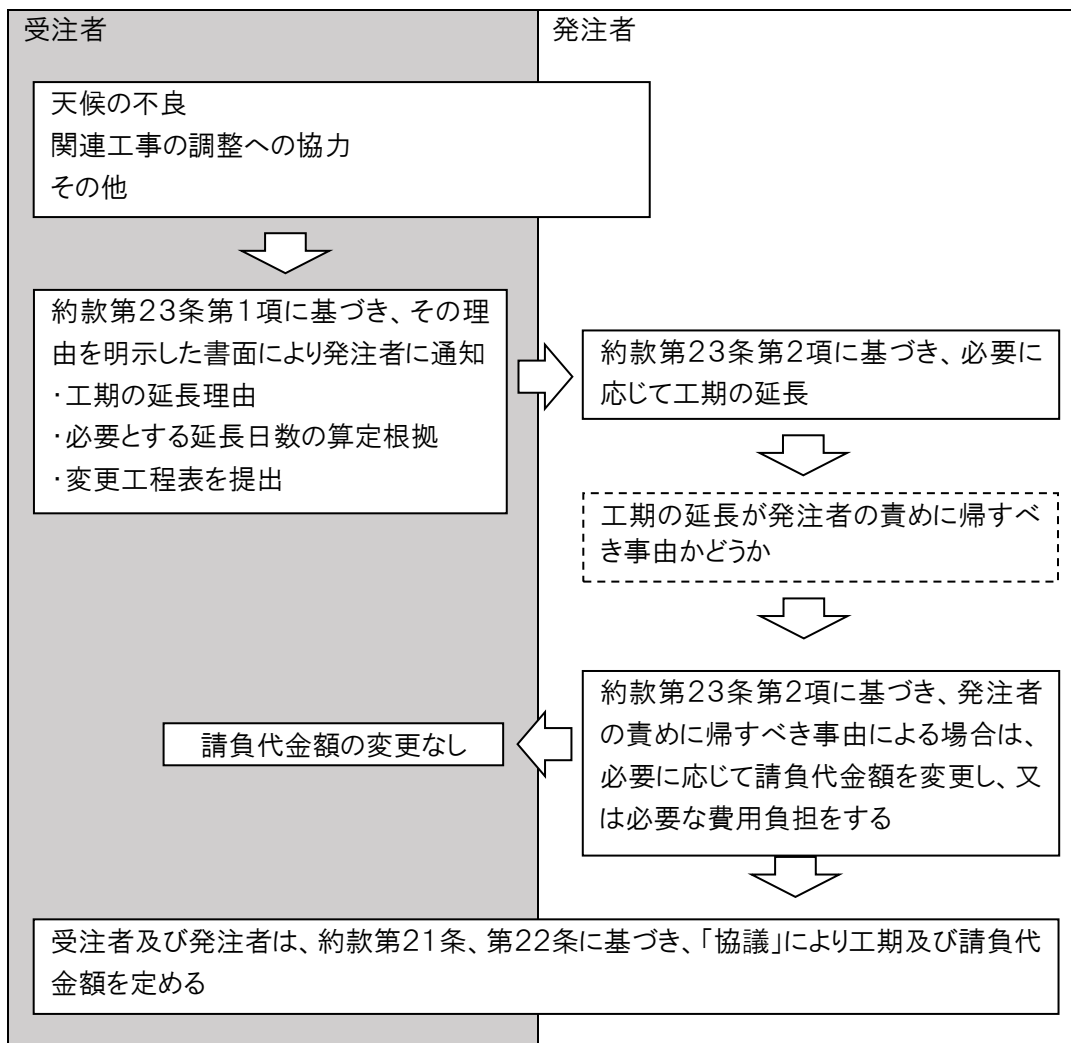 受注者
発注者
天候の不良
関連工事の調整への協力
その他
約款第23条第1項に基づき、その理
由を明示した書面により発注者に通知
・工期の延長理由
・必要とする延長日数の算定根拠
・変更工程表を提出
約款第23条第2項に基づき、必要に
応じて工期の延長
工期の延長が発注者の責めに帰すべ
き事由かどうか
約款第23条第2項に基づき、発注者
の責めに帰すべき事由による場合は、
必要に応じて請負代金額を変更し、又
は必要な費用負担をする
請負代金額の変更なし
受注者及び発注者は、約款第21条、第22条に基づき、「協議」により工期及び請負代
金額を定める